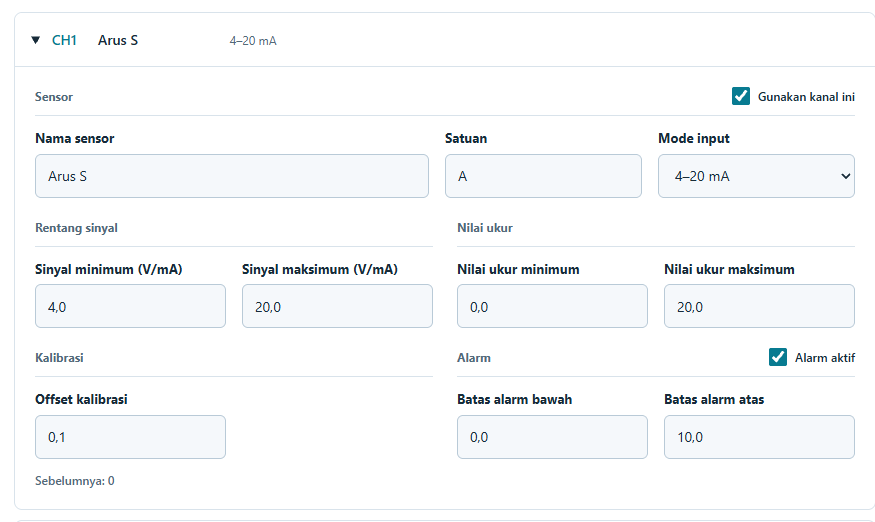 ▼ CH1 Arus S 4–20 mA
Sensor Gunakan kanal ini
Nama sensor Satuan Mode input
Arus S A 4–20 mA
Rentang sinyal Nilai ukur
Sinyal minimum (V/mA) Sinyal maksimum (V/mA) Nilai ukur minimum Nilai ukur maksimum
4,0 20,0 0,0 20,0
Kalibrasi Alarm Alarm aktif
Offset kalibrasi Batas alarm bawah Batas alarm atas
0,1 0,0 10,0
Sebelumnya: 0